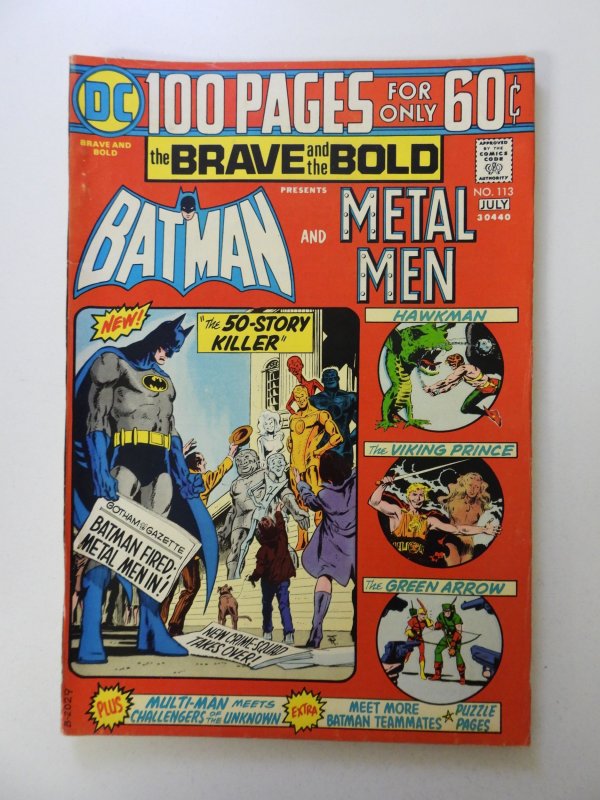 DC
100 PAGES FOR ONLY 60¢
BRAVE AND BOLD
the BRAVE and the BOLD
APPROVED BY THE COMICS CODE AUTHORITY
PRESENTS
NO. 113
JULY
30440
BATMAN AND METAL MEN
NEW!
"The 50-STORY KILLER"
HAWKMAN
The VIKING PRINCE
The GREEN ARROW
GOTHAM GAZETTE
BATMAN FIRED:
METAL MEN IN!
NEW CRIME-SQUAD
TAKES OVER!
B-2029
PLUS
MULTI-MAN MEETS
CHALLENGERS OF THE UNKNOWN
EXTRA
MEET MORE
BATMAN TEAMMATES
PUZZLE
PAGES